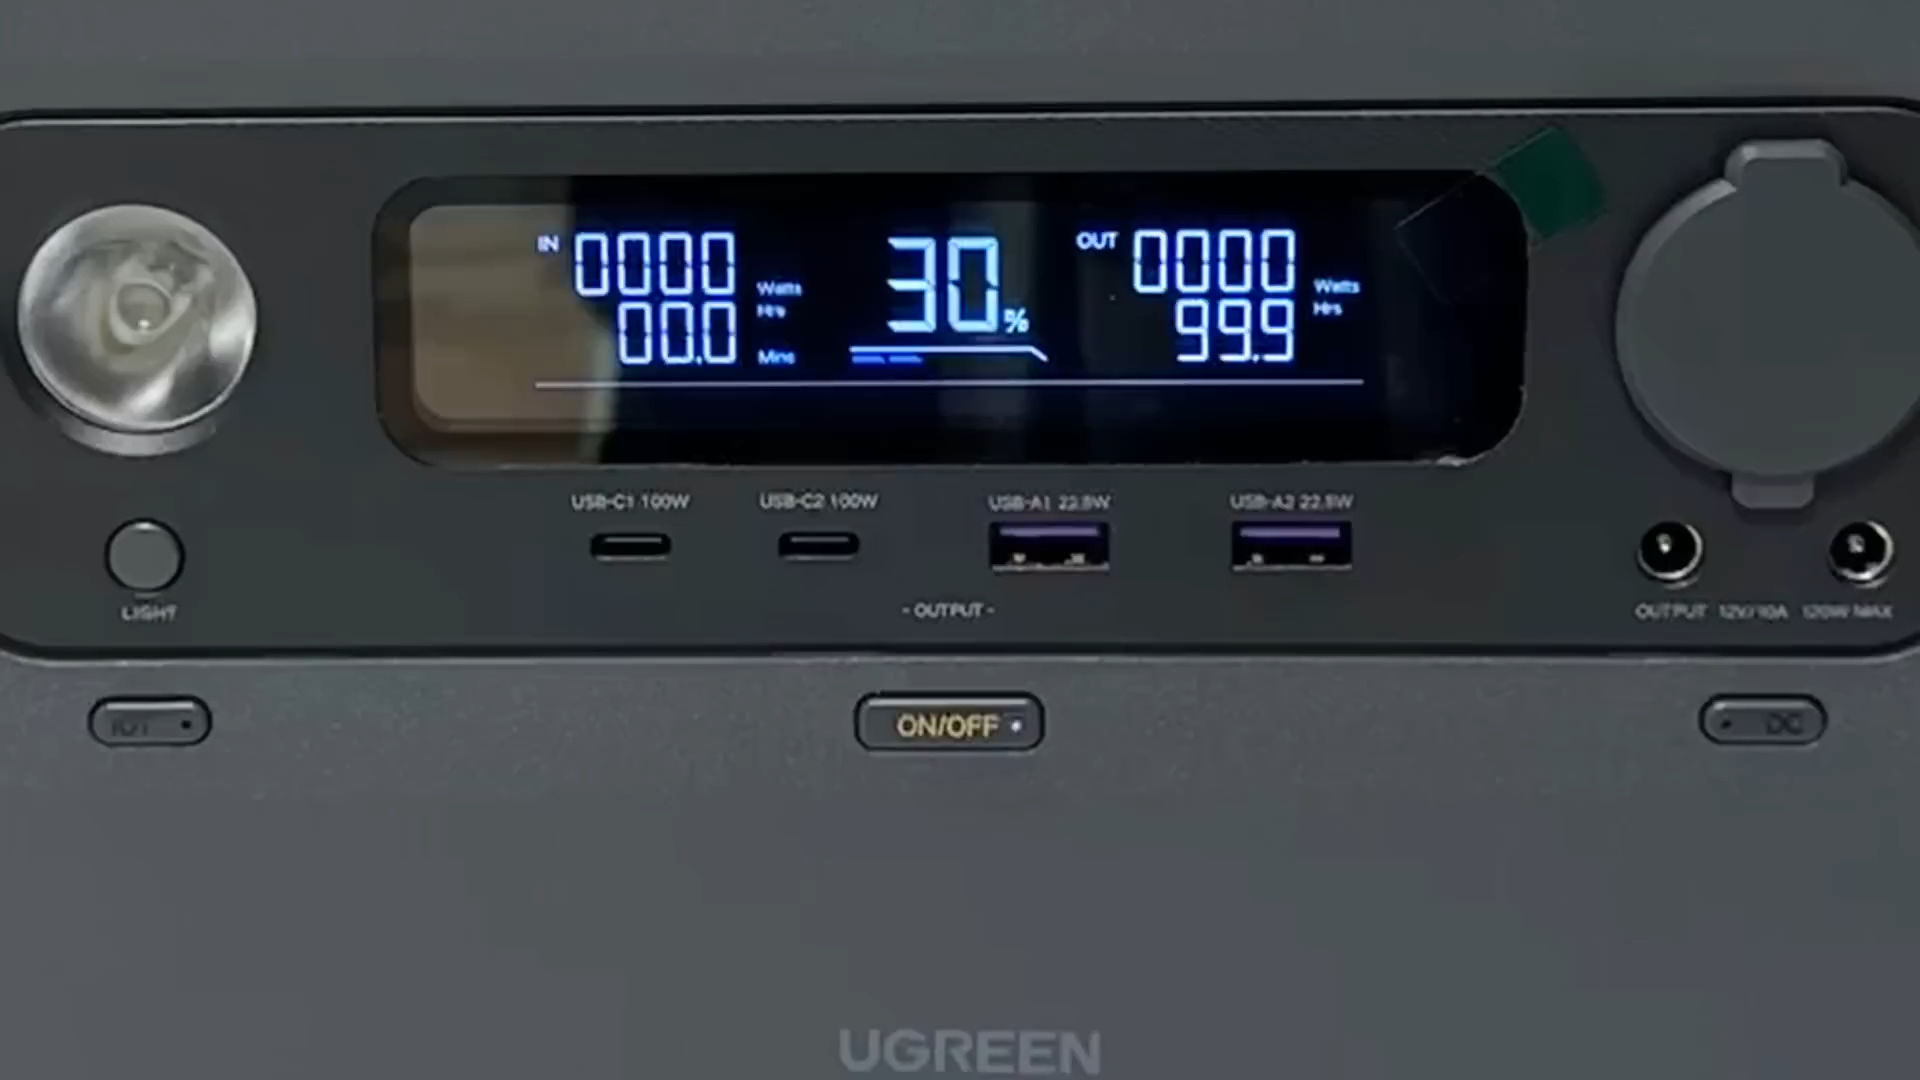 IN 0000 Watts
Hrs
00.0 Mins
30%
OUT 0000 Watts
99.9 Hrs
USB-C1 100W USB-C2 100W USB-A1 22.5W USB-A2 22.5W
LIGHT
- OUTPUT -
OUTPUT 12V/10A 120W MAX
IOT
ON/OFF
DC
UGREEN